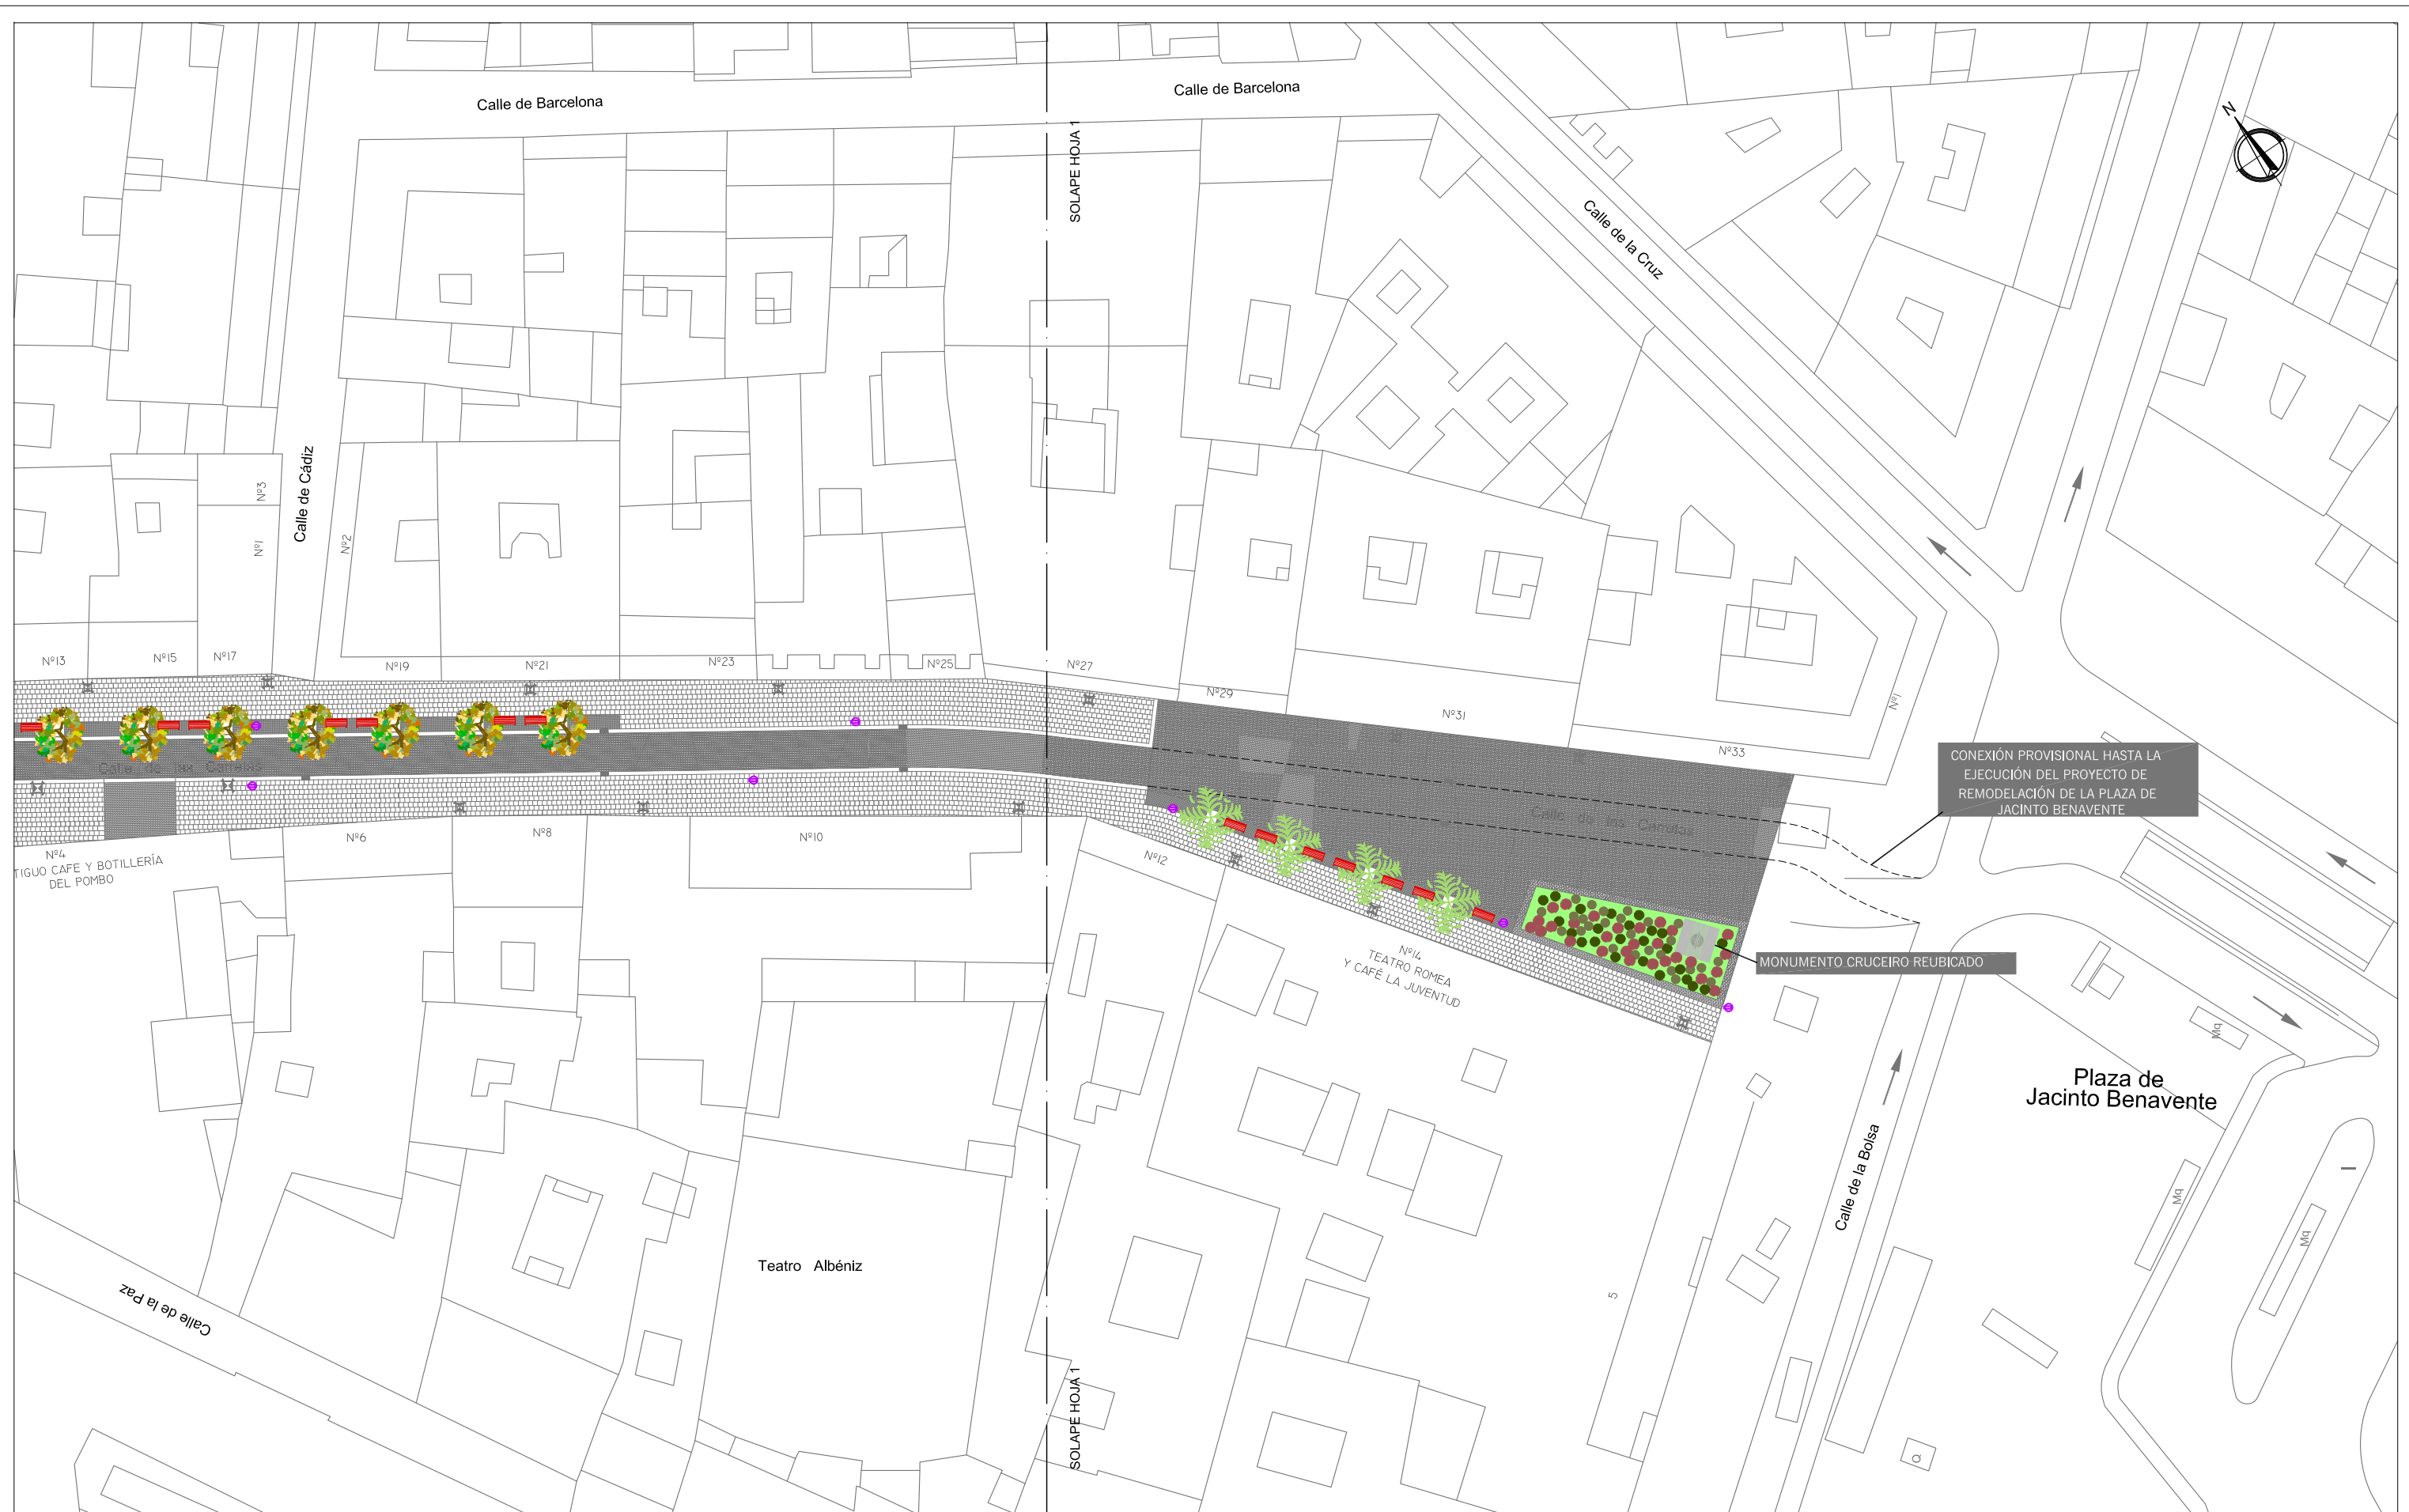 Calle de Barcelona
Calle de Barcelona
SOLAPE HOJA 1
N
Calle de la Cruz
Calle de Cádiz
Nº3
Nº1
Nº2
Nº13
Nº15
Nº17
Nº19
Nº21
Nº23
Nº25
Nº27
Nº29
Nº31
Nº33
Nº1
CONEXIÓN PROVISIONAL HASTA LA
EJECUCIÓN DEL PROYECTO DE
REMODELACIÓN DE LA PLAZA DE
JACINTO BENAVENTE
Calle de las Carretas
Calle de las Carretas
Nº4
TIGUO CAFE Y BOTILLERÍA
DEL POMBO
Nº6
Nº8
Nº10
Nº12
Nº14
TEATRO ROMEA
Y CAFÉ LA JUVENTUD
MONUMENTO CRUCEIRO REUBICADO
Mq
Plaza de
Jacinto Benavente
Calle de la Bolsa
Mq
Mq
Teatro Albéniz
Calle de la Paz
5
SOLAPE HOJA 1
Q